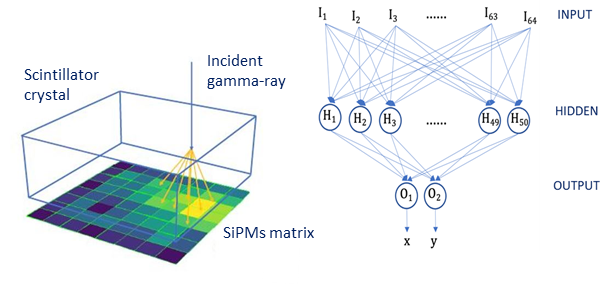 Scintillator
crystal
Incident
gamma-ray
SiPMs matrix
I1 I2 I3 ...... I63 I64 INPUT
H1 H2 H3 ...... H49 H50 HIDDEN
O1 O2 OUTPUT
x y